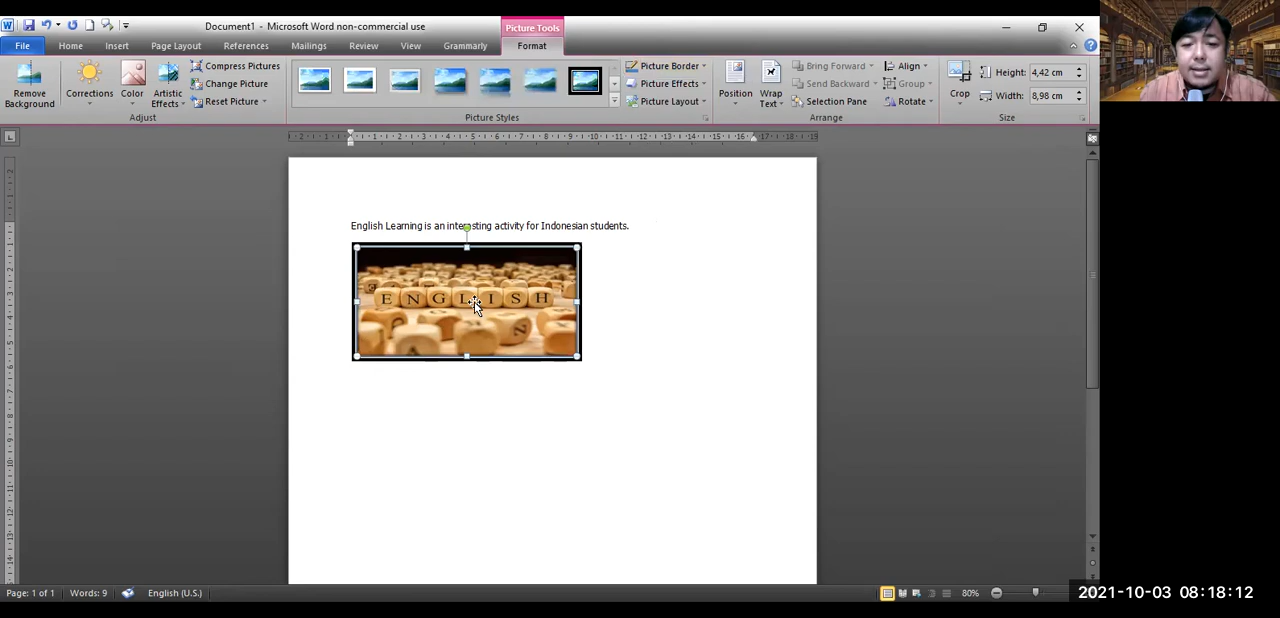 Document1 - Microsoft Word non-commercial use
Picture Tools
File
Home
Insert
Page Layout
References
Mailings
Review
View
Grammarly
Format
Remove
Background
Corrections
Color
Artistic
Effects
Compress Pictures
Change Picture
Reset Picture
Adjust
Picture Styles
Picture Border
Picture Effects
Picture Layout
Position
Wrap
Text
Bring Forward
Send Backward
Selection Pane
Align
Group
Rotate
Arrange
Crop
Height: 4,42 cm
Width: 8,98 cm
Size
English Learning is an interesting activity for Indonesian students.
ENGLISH
Page: 1 of 1
Words: 9
English (U.S.)
80%
2021-10-03 08:18:12